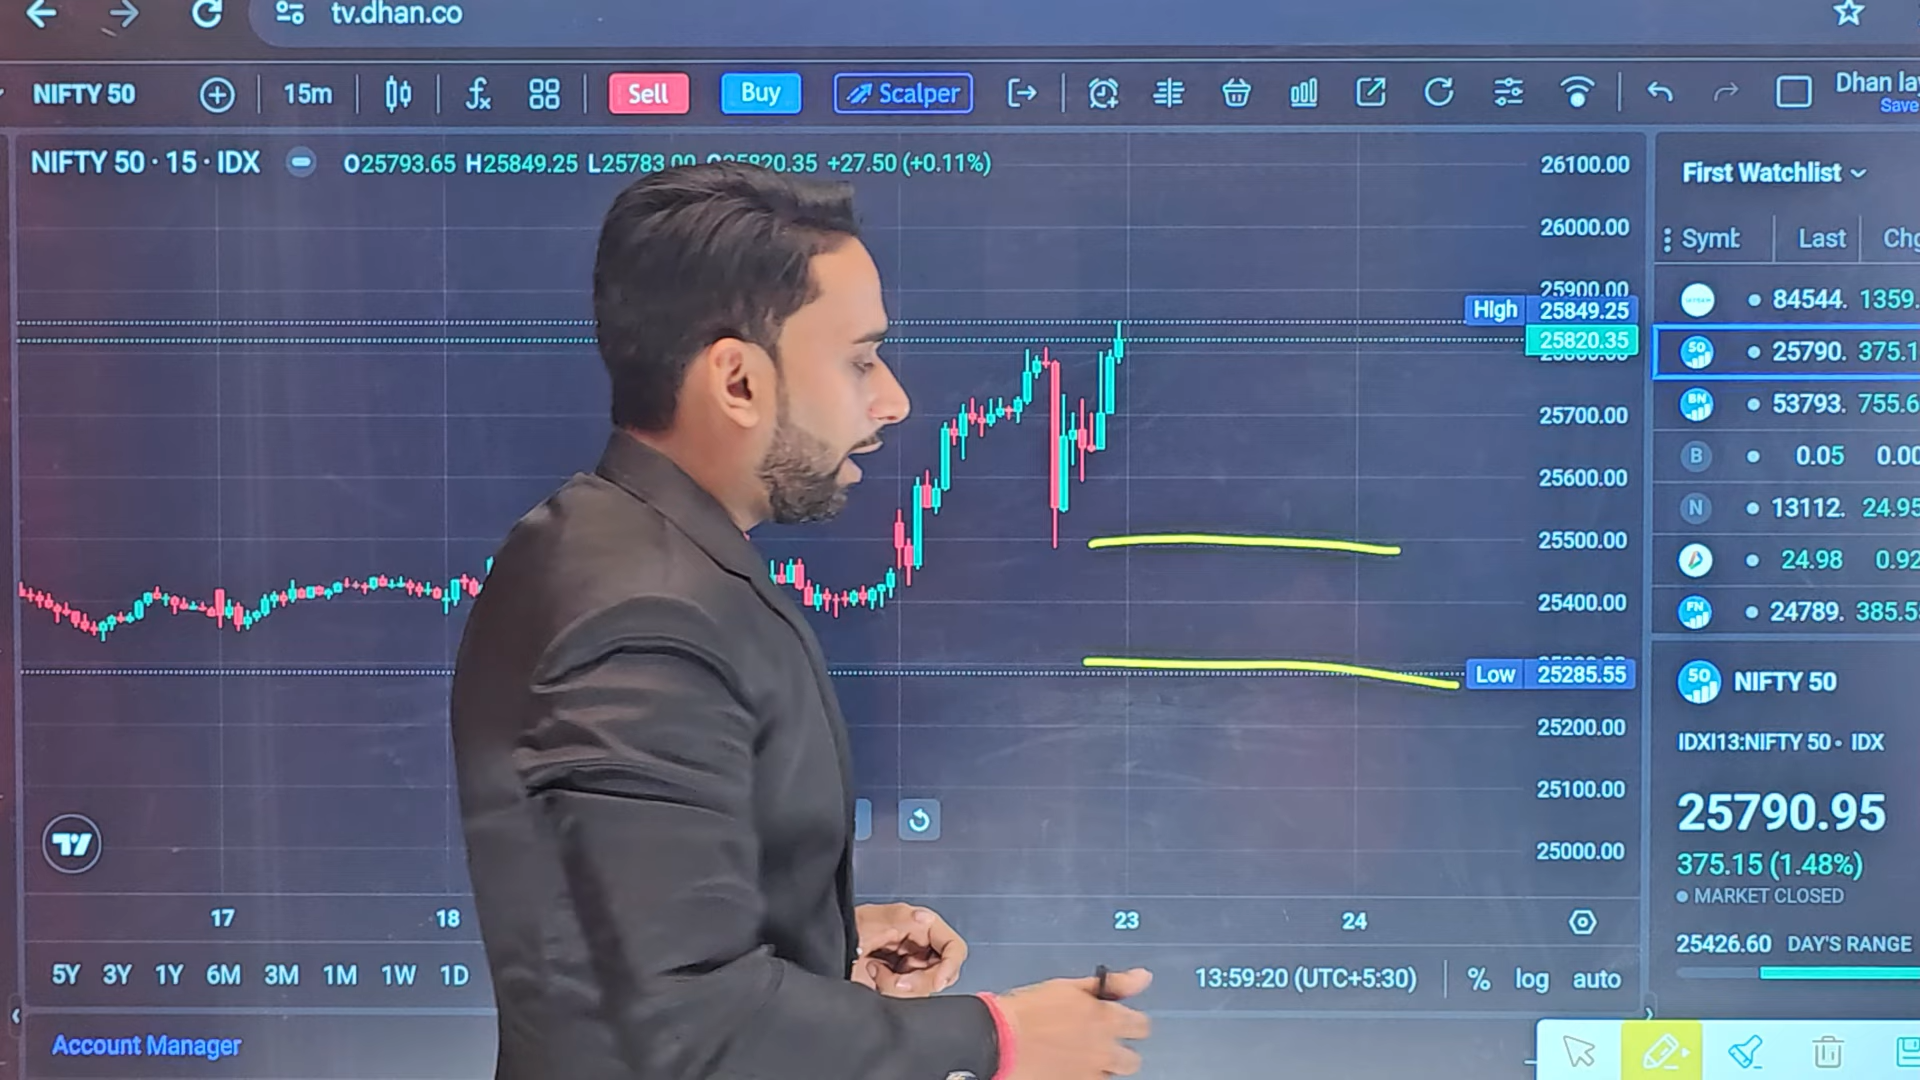 tv.dhan.co
NIFTY 50
15m
Sell
Buy
Scalper
Dhan lay
Save
NIFTY 50 · 15 · IDX
O25793.65 H25849.25 L25783.00 C25820.35 +27.50 (+0.11%)
26100.00
26000.00
25900.00
High 25849.25
25820.35
25700.00
25600.00
25500.00
25400.00
Low 25285.55
25200.00
25100.00
25000.00
17
18
23
24
5Y 3Y 1Y 6M 3M 1M 1W 1D
13:59:20 (UTC+5:30)
% log auto
Account Manager
First Watchlist
Symb Last Chg
84544. 1359.
50 25790. 375.1
BN 53793. 755.6
B 0.05 0.00
N 13112. 24.95
24.98 0.92
FN 24789. 385.5
50 NIFTY 50
IDXI13:NIFTY 50 • IDX
25790.95
375.15 (1.48%)
MARKET CLOSED
25426.60 DAY'S RANGE